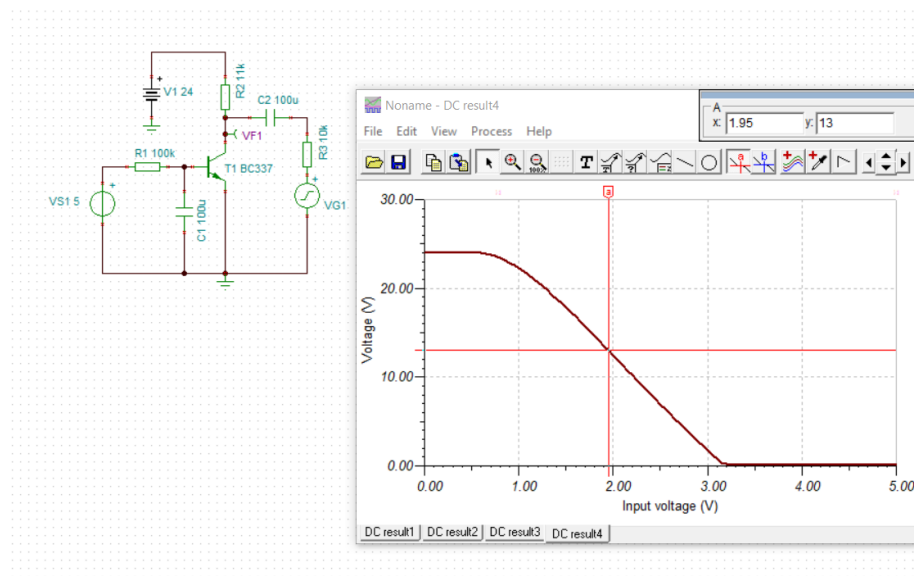 V1 24
R2 11k
C2 100u
VF1
R3 10k
R1 100k
T1 BC337
VS1 5
C1 100u
VG1
Noname - DC result4
A
x: 1.95 y: 13
File Edit View Process Help
100%
T
a
b
a
30.00
20.00
10.00
0.00
Voltage (V)
0.00 1.00 2.00 3.00 4.00 5.00
Input voltage (V)
DC result1 DC result2 DC result3 DC result4